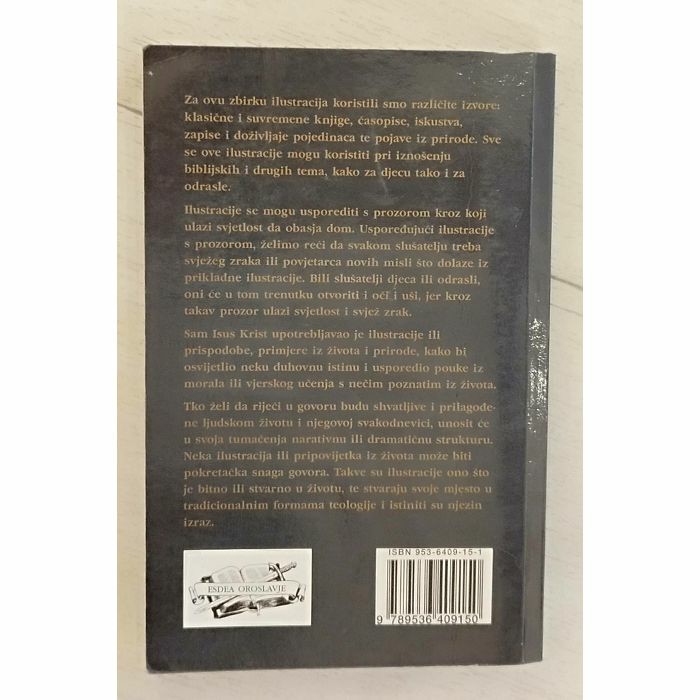 Za ovu zbirku ilustracija koristili smo različite izvore:
klasične i suvremene knjige, ćasopise, iskustva,
zapise i doživljaje pojedinaca te pojave iz prirode. Sve
se ove ilustracije mogu koristiti pri iznošenju
biblijskih i drugih tema, kako za djecu tako i za
odrasle.
Ilustracije se mogu usporediti s prozorom kroz koji
ulazi svjetlost da obasja dom. Uspoređujući ilustracije
s prozorom, želimo reći da svakom slušatelju treba
svježeg zraka ili povjetarca novih misli što dolaze iz
prikladne ilustracije. Bili slušatelji djeca ili odrasli,
oni će u tom trenutku otvoriti i oči i uši, jer kroz
takav prozor ulazi svjetlost i svjež zrak.
Sam Isus Krist upotrebljavao je ilustracije ili
prispodobe, primjere iz života i prirode, kako bi
osvijetlio neku duhovnu istinu i usporedio pouke iz
morala ili vjerskog učenja s nečim poznatim iz života.
Tko želi da riječi u govoru budu shvatljive i prilagođe-
ne ljudskom životu i njegovoj svakodnevici, unosit će
u svoja tumačenja narativnu ili dramatičnu strukturu.
Neka ilustracija ili pripovijetka iz života može biti
pokretačka snaga govora. Takve su ilustracije ono što
je bitno ili stvarno u životu, te stvaraju svoje mjesto u
tradicionalnim formama teologije i istiniti su njezin
izraz.
ESDEA OROSLAVJE
ISBN 953-6409-15-1
9 789536 409150